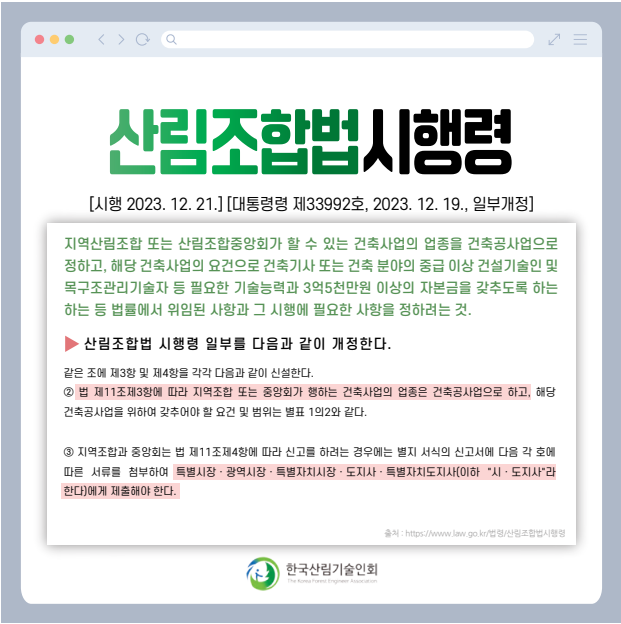 산림조합법시행령
[시행 2023. 12. 21.] [대통령령 제33992호, 2023. 12. 19., 일부개정]
지역산림조합 또는 산림조합중앙회가 할 수 있는 건축사업의 업종을 건축공사업으로
정하고, 해당 건축사업의 요건으로 건축기사 또는 건축 분야의 중급 이상 건설기술인 및
목구조관리기술자 등 필요한 기술능력과 3억5천만원 이상의 자본금을 갖추도록 하는
하는 등 법률에서 위임된 사항과 그 시행에 필요한 사항을 정하려는 것.
▶ 산림조합법 시행령 일부를 다음과 같이 개정한다.
같은 조에 제3항 및 제4항을 각각 다음과 같이 신설한다.
② 법 제11조제3항에 따라 지역조합 또는 중앙회가 행하는 건축사업의 업종은 건축공사업으로 하고, 해당
건축공사업을 위하여 갖추어야 할 요건 및 범위는 별표 1의2와 같다.
③ 지역조합과 중앙회는 법 제11조제4항에 따라 신고를 하려는 경우에는 별지 서식의 신고서에 다음 각 호에
따른 서류를 첨부하여 특별시장ㆍ광역시장ㆍ특별자치시장ㆍ도지사ㆍ특별자치도지사(이하 "시ㆍ도지사"라
한다)에게 제출해야 한다.
출처 : https://www.law.go.kr/법령/산림조합법시행령
한국산림기술인회
The Korea Forest Engineer Association